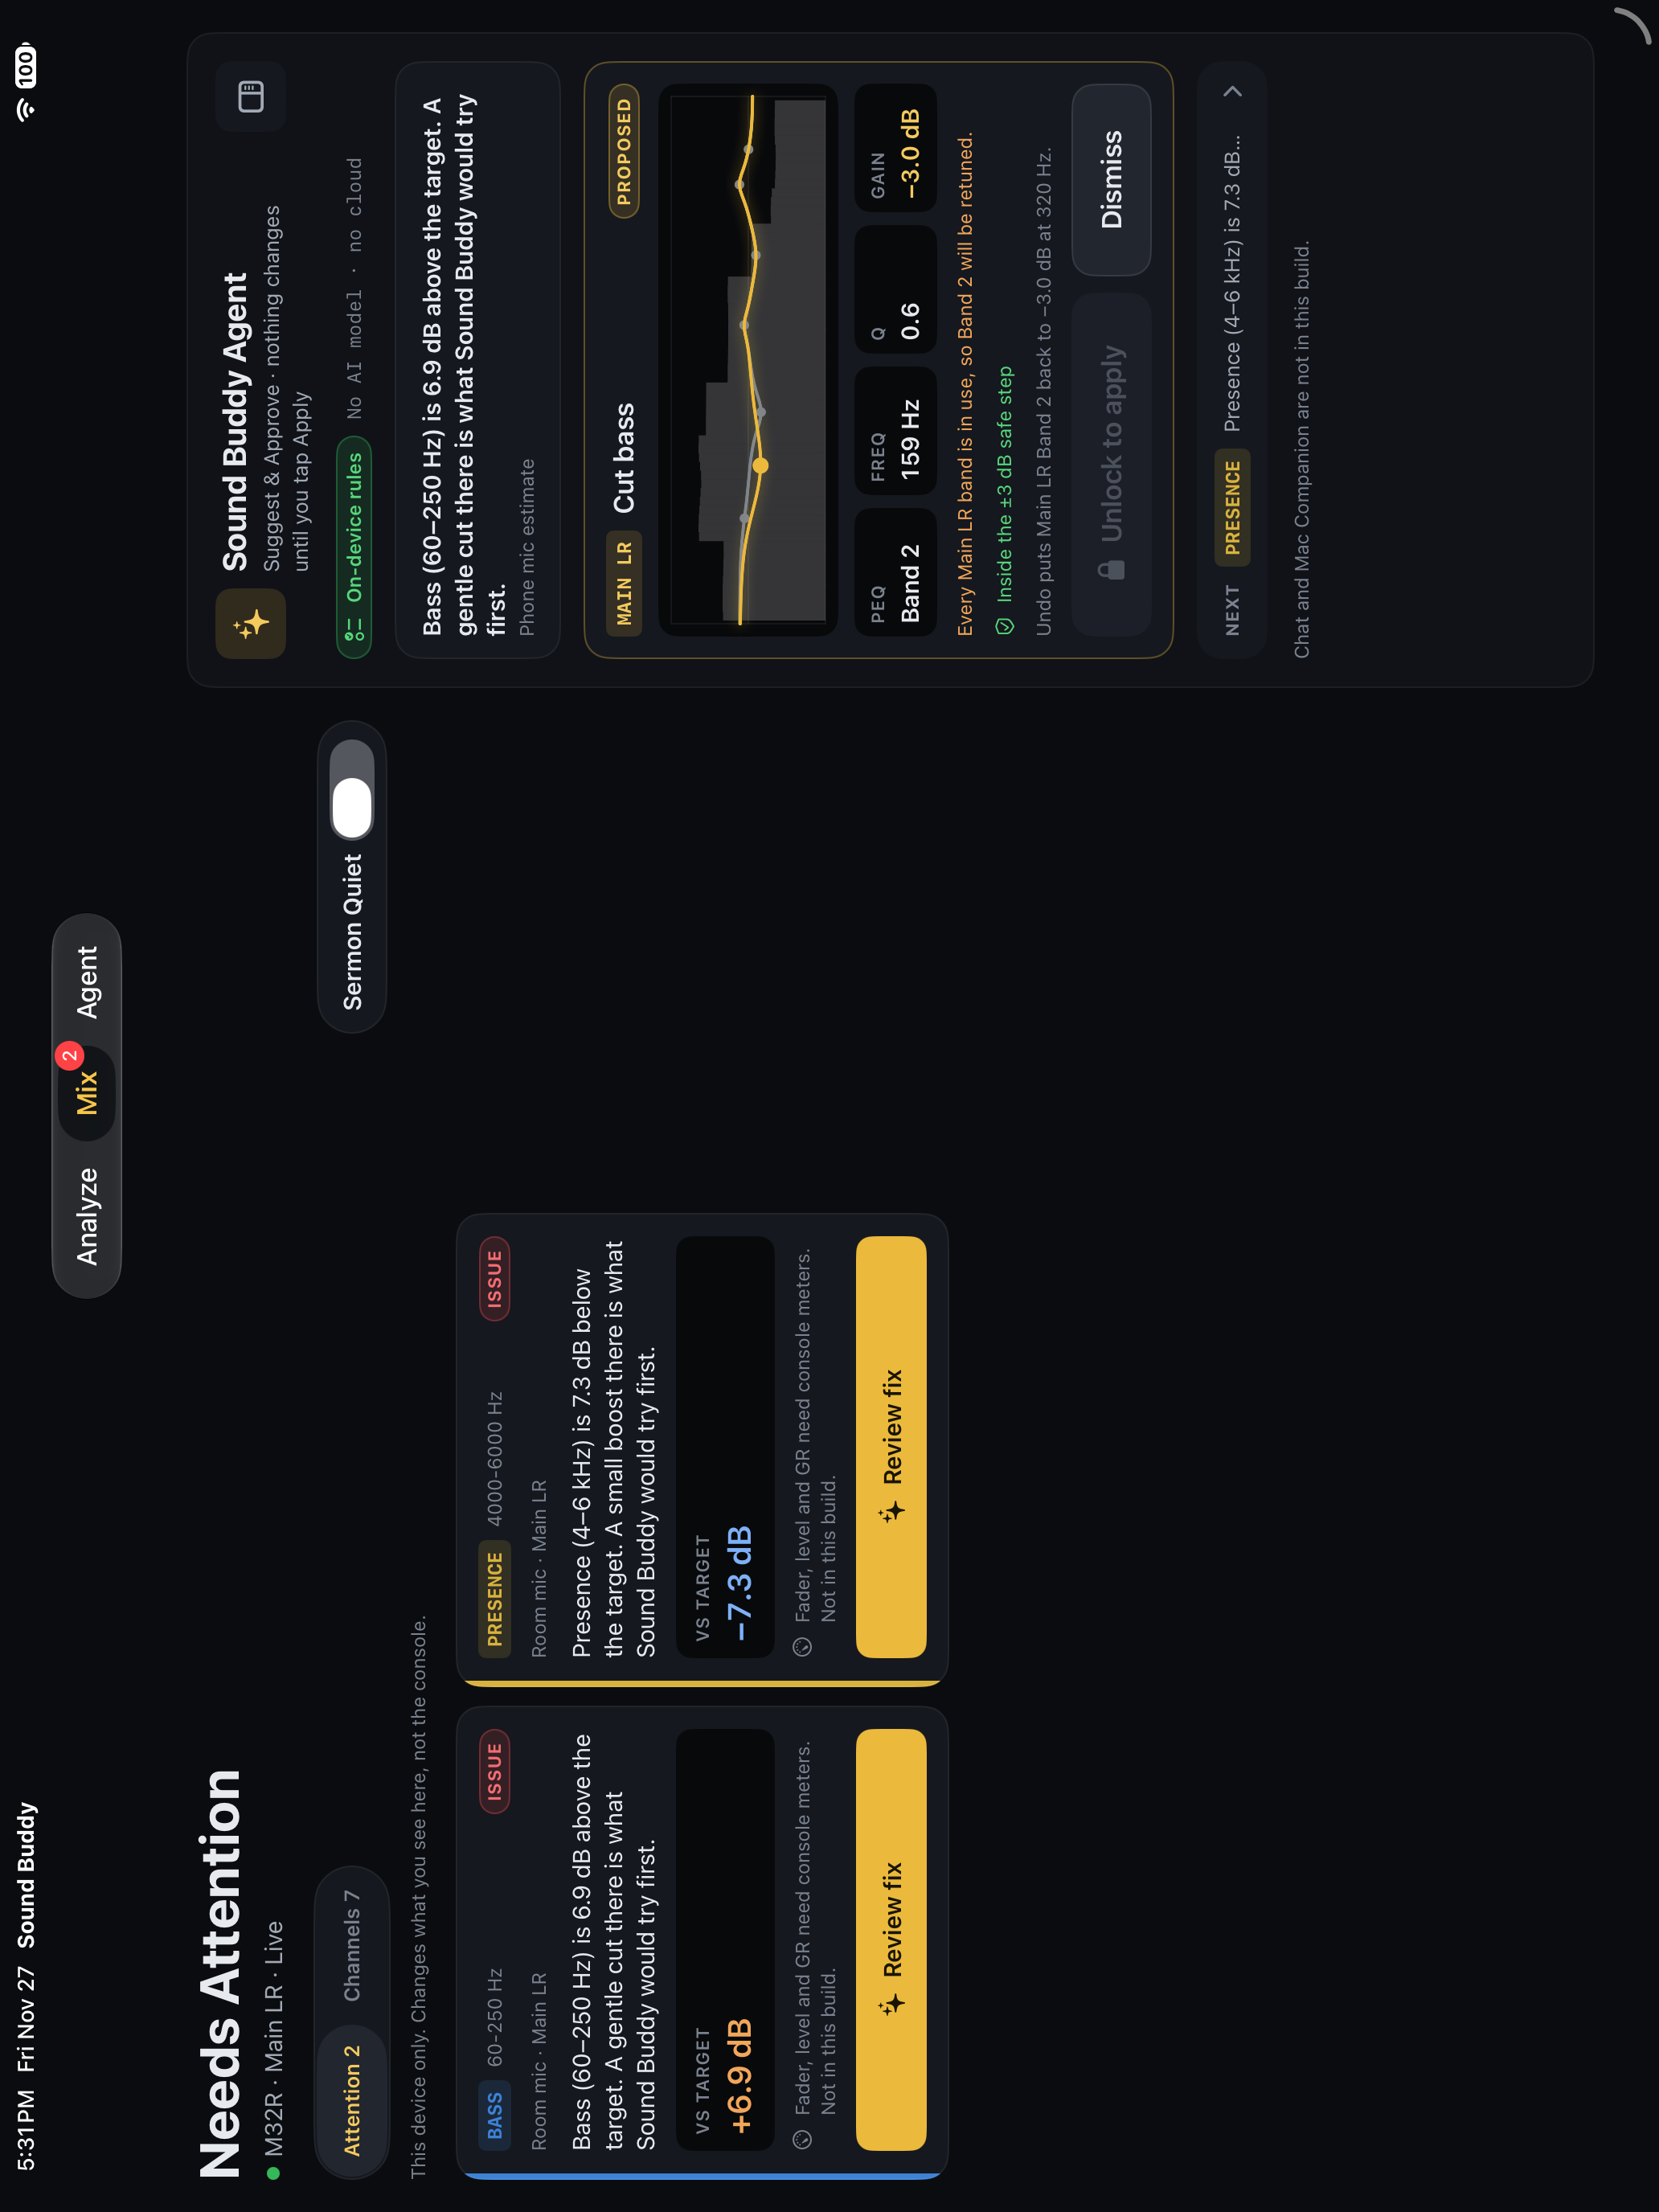 5:31 PM Fri Nov 27 Sound Buddy
100
Analyze
Mix
2
Agent
Needs Attention
M32R · Main LR · Live
Attention 2
Channels 7
Sermon Quiet
This device only. Changes what you see here, not the console.
BASS 60-250 Hz
ISSUE
Room mic · Main LR
Bass (60–250 Hz) is 6.9 dB above the
target. A gentle cut there is what
Sound Buddy would try first.
VS TARGET
+6.9 dB
Fader, level and GR need console meters.
Not in this build.
Review fix
PRESENCE 4000-6000 Hz
ISSUE
Room mic · Main LR
Presence (4–6 kHz) is 7.3 dB below
the target. A small boost there is what
Sound Buddy would try first.
VS TARGET
−7.3 dB
Fader, level and GR need console meters.
Not in this build.
Review fix
Sound Buddy Agent
Suggest & Approve · nothing changes
until you tap Apply
On-device rules
No AI model · no cloud
Bass (60–250 Hz) is 6.9 dB above the target. A
gentle cut there is what Sound Buddy would try
first.
Phone mic estimate
MAIN LR Cut bass
PROPOSED
PEQ
Band 2
FREQ
159 Hz
Q
0.6
GAIN
−3.0 dB
Every Main LR band is in use, so Band 2 will be retuned.
Inside the ±3 dB safe step
Undo puts Main LR Band 2 back to −3.0 dB at 320 Hz.
Unlock to apply
Dismiss
NEXT PRESENCE Presence (4–6 kHz) is 7.3 dB...
Chat and Mac Companion are not in this build.